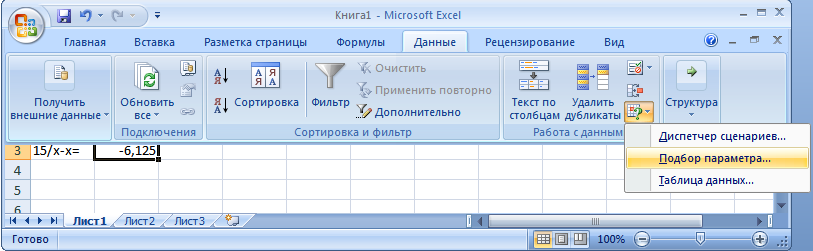 Книга1 - Microsoft Excel
Главная Вставка Разметка страницы Формулы Данные Рецензирование Вид
Получить внешние данные
Обновить все
Подключения
А Я
Я А
Сортировка
Фильтр
Очистить
Применить повторно
Дополнительно
Сортировка и фильтр
Текст по столбцам
Удалить дубликаты
Работа с данным
Структура
Диспетчер сценариев...
Подбор параметра...
Таблица данных...
3 15/x-x= -6,125
4
5
6
Лист1 Лист2 Лист3
Готово 100%